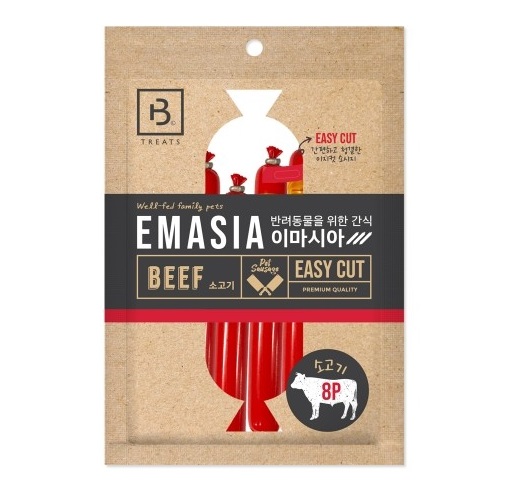 B
TREATS
EASY CUT
간편하고 청결한
이지컷 소시지
Well-fed family pets
EMASIA
반려동물을 위한 간식
이마시아
BEEF 소고기
Pet
Sausage
EASY CUT
PREMIUM QUALITY
소고기
8P